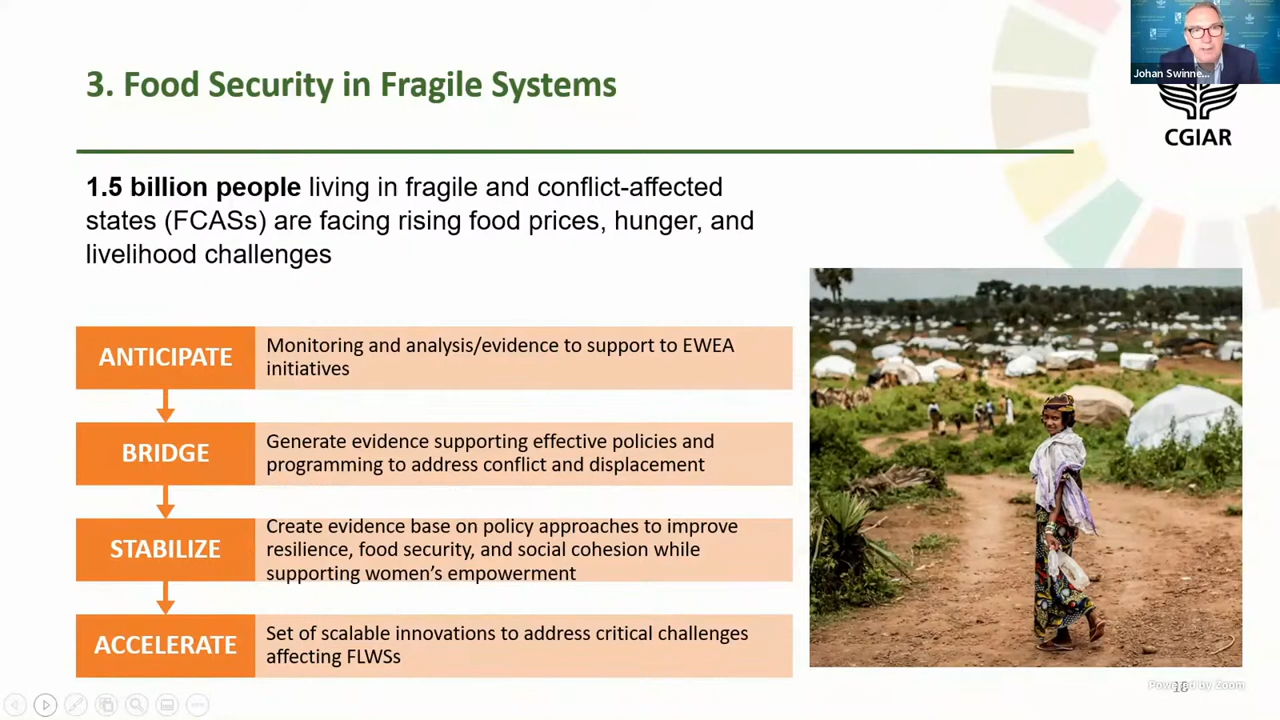 3. Food Security in Fragile Systems
Johan Swinne...
CGIAR
1.5 billion people living in fragile and conflict-affected
states (FCASs) are facing rising food prices, hunger, and
livelihood challenges
ANTICIPATE
Monitoring and analysis/evidence to support to EWEA
initiatives
BRIDGE
Generate evidence supporting effective policies and
programming to address conflict and displacement
STABILIZE
Create evidence base on policy approaches to improve
resilience, food security, and social cohesion while
supporting women's empowerment
ACCELERATE
Set of scalable innovations to address critical challenges
affecting FLWSs
Powered by Zoom